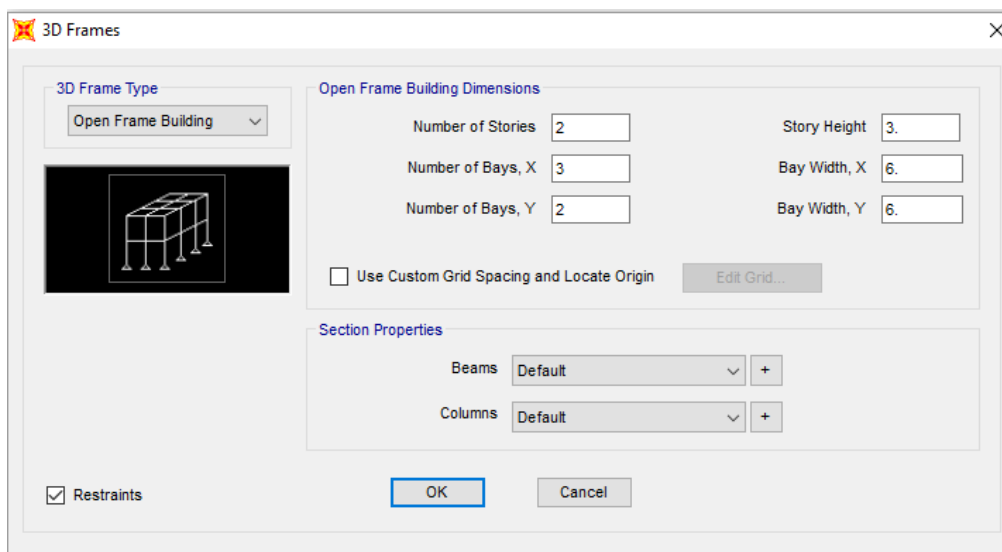 3D Frames
3D Frame Type
Open Frame Building
Open Frame Building Dimensions
Number of Stories 2
Story Height 3.
Number of Bays, X 3
Bay Width, X 6.
Number of Bays, Y 2
Bay Width, Y 6.
Use Custom Grid Spacing and Locate Origin
Edit Grid...
Section Properties
Beams Default +
Columns Default +
Restraints
OK
Cancel